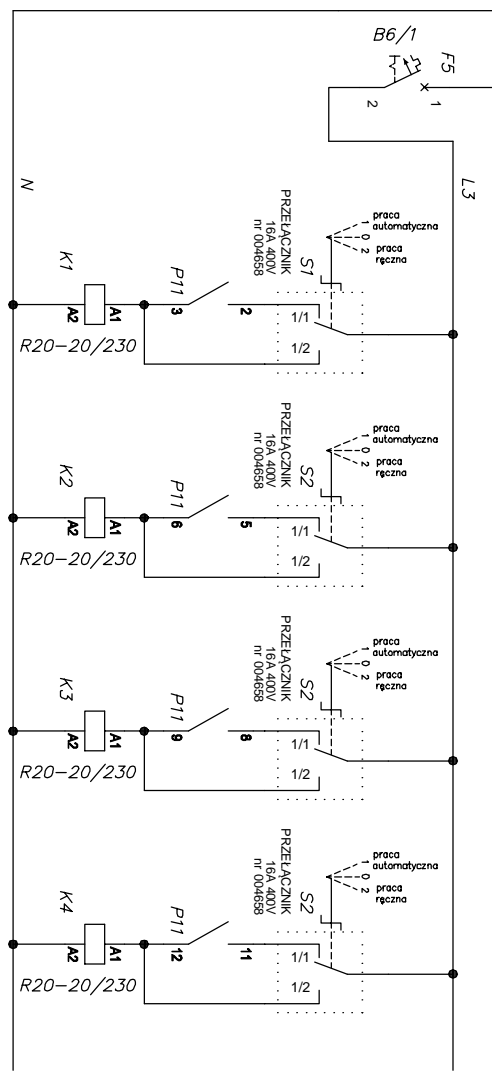 B6/1
F5
2
1
N
L3
PRZEŁĄCZNIK
16A 400V
nr 004658
S1
praca
automatyczna
1
0
2
praca
ręczna
K1
A2
A1
R20-20/230
P11
3
2
1/1
1/2
PRZEŁĄCZNIK
16A 400V
nr 004658
S2
praca
automatyczna
1
0
2
praca
ręczna
K2
A2
A1
R20-20/230
P11
6
5
1/1
1/2
PRZEŁĄCZNIK
16A 400V
nr 004658
S2
praca
automatyczna
1
0
2
praca
ręczna
K3
A2
A1
R20-20/230
P11
9
8
1/1
1/2
PRZEŁĄCZNIK
16A 400V
nr 004658
S2
praca
automatyczna
1
0
2
praca
ręczna
K4
A2
A1
R20-20/230
P11
12
11
1/1
1/2